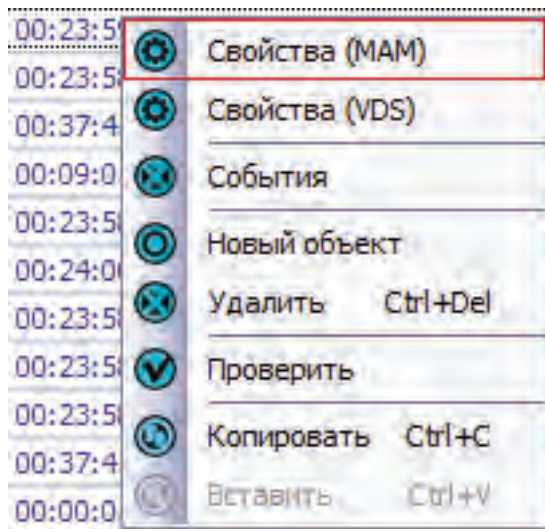 00:23:5
Свойства (MAM)
00:23:5
Свойства (VDS)
00:37:4
00:09:0
События
00:23:5
Новый объект
00:24:0
Удалить Ctrl+Del
00:23:5
00:23:5
Проверить
00:23:5
Копировать Ctrl+C
00:37:4
Вставить Ctrl+V
00:00:0